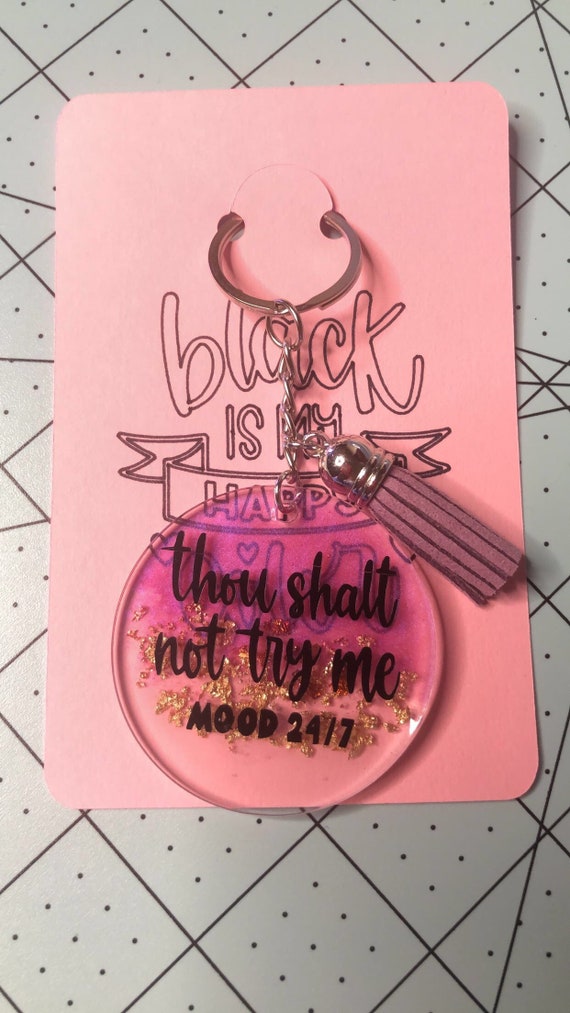 black
IS MY
HAPPY
thou shalt
not try me
MOOD 24/7